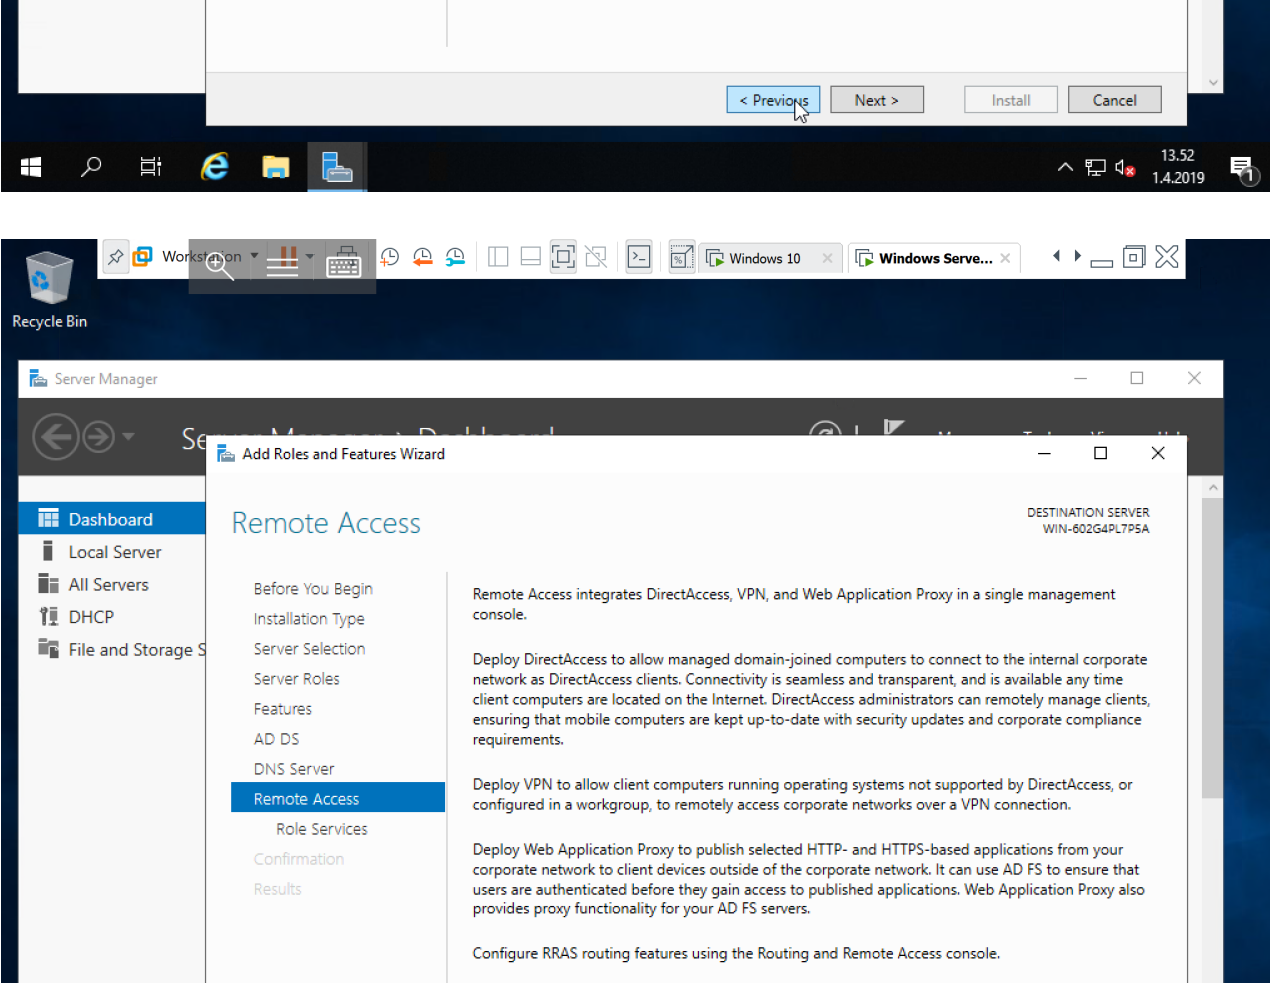 < Previous Next > Install Cancel
13.52
1.4.2019
1
Workstation Windows 10 Windows Serve...
Recycle Bin
Server Manager
Server Manager Dashboard
Add Roles and Features Wizard
Remote Access
DESTINATION SERVER
WIN-602G4PL7P5A
Dashboard
Local Server
All Servers
DHCP
File and Storage S
Before You Begin
Installation Type
Server Selection
Server Roles
Features
AD DS
DNS Server
Remote Access
Role Services
Confirmation
Results
Remote Access integrates DirectAccess, VPN, and Web Application Proxy in a single management
console.
Deploy DirectAccess to allow managed domain-joined computers to connect to the internal corporate
network as DirectAccess clients. Connectivity is seamless and transparent, and is available any time
client computers are located on the Internet. DirectAccess administrators can remotely manage clients,
ensuring that mobile computers are kept up-to-date with security updates and corporate compliance
requirements.
Deploy VPN to allow client computers running operating systems not supported by DirectAccess, or
configured in a workgroup, to remotely access corporate networks over a VPN connection.
Deploy Web Application Proxy to publish selected HTTP- and HTTPS-based applications from your
corporate network to client devices outside of the corporate network. It can use AD FS to ensure that
users are authenticated before they gain access to published applications. Web Application Proxy also
provides proxy functionality for your AD FS servers.
Configure RRAS routing features using the Routing and Remote Access console.